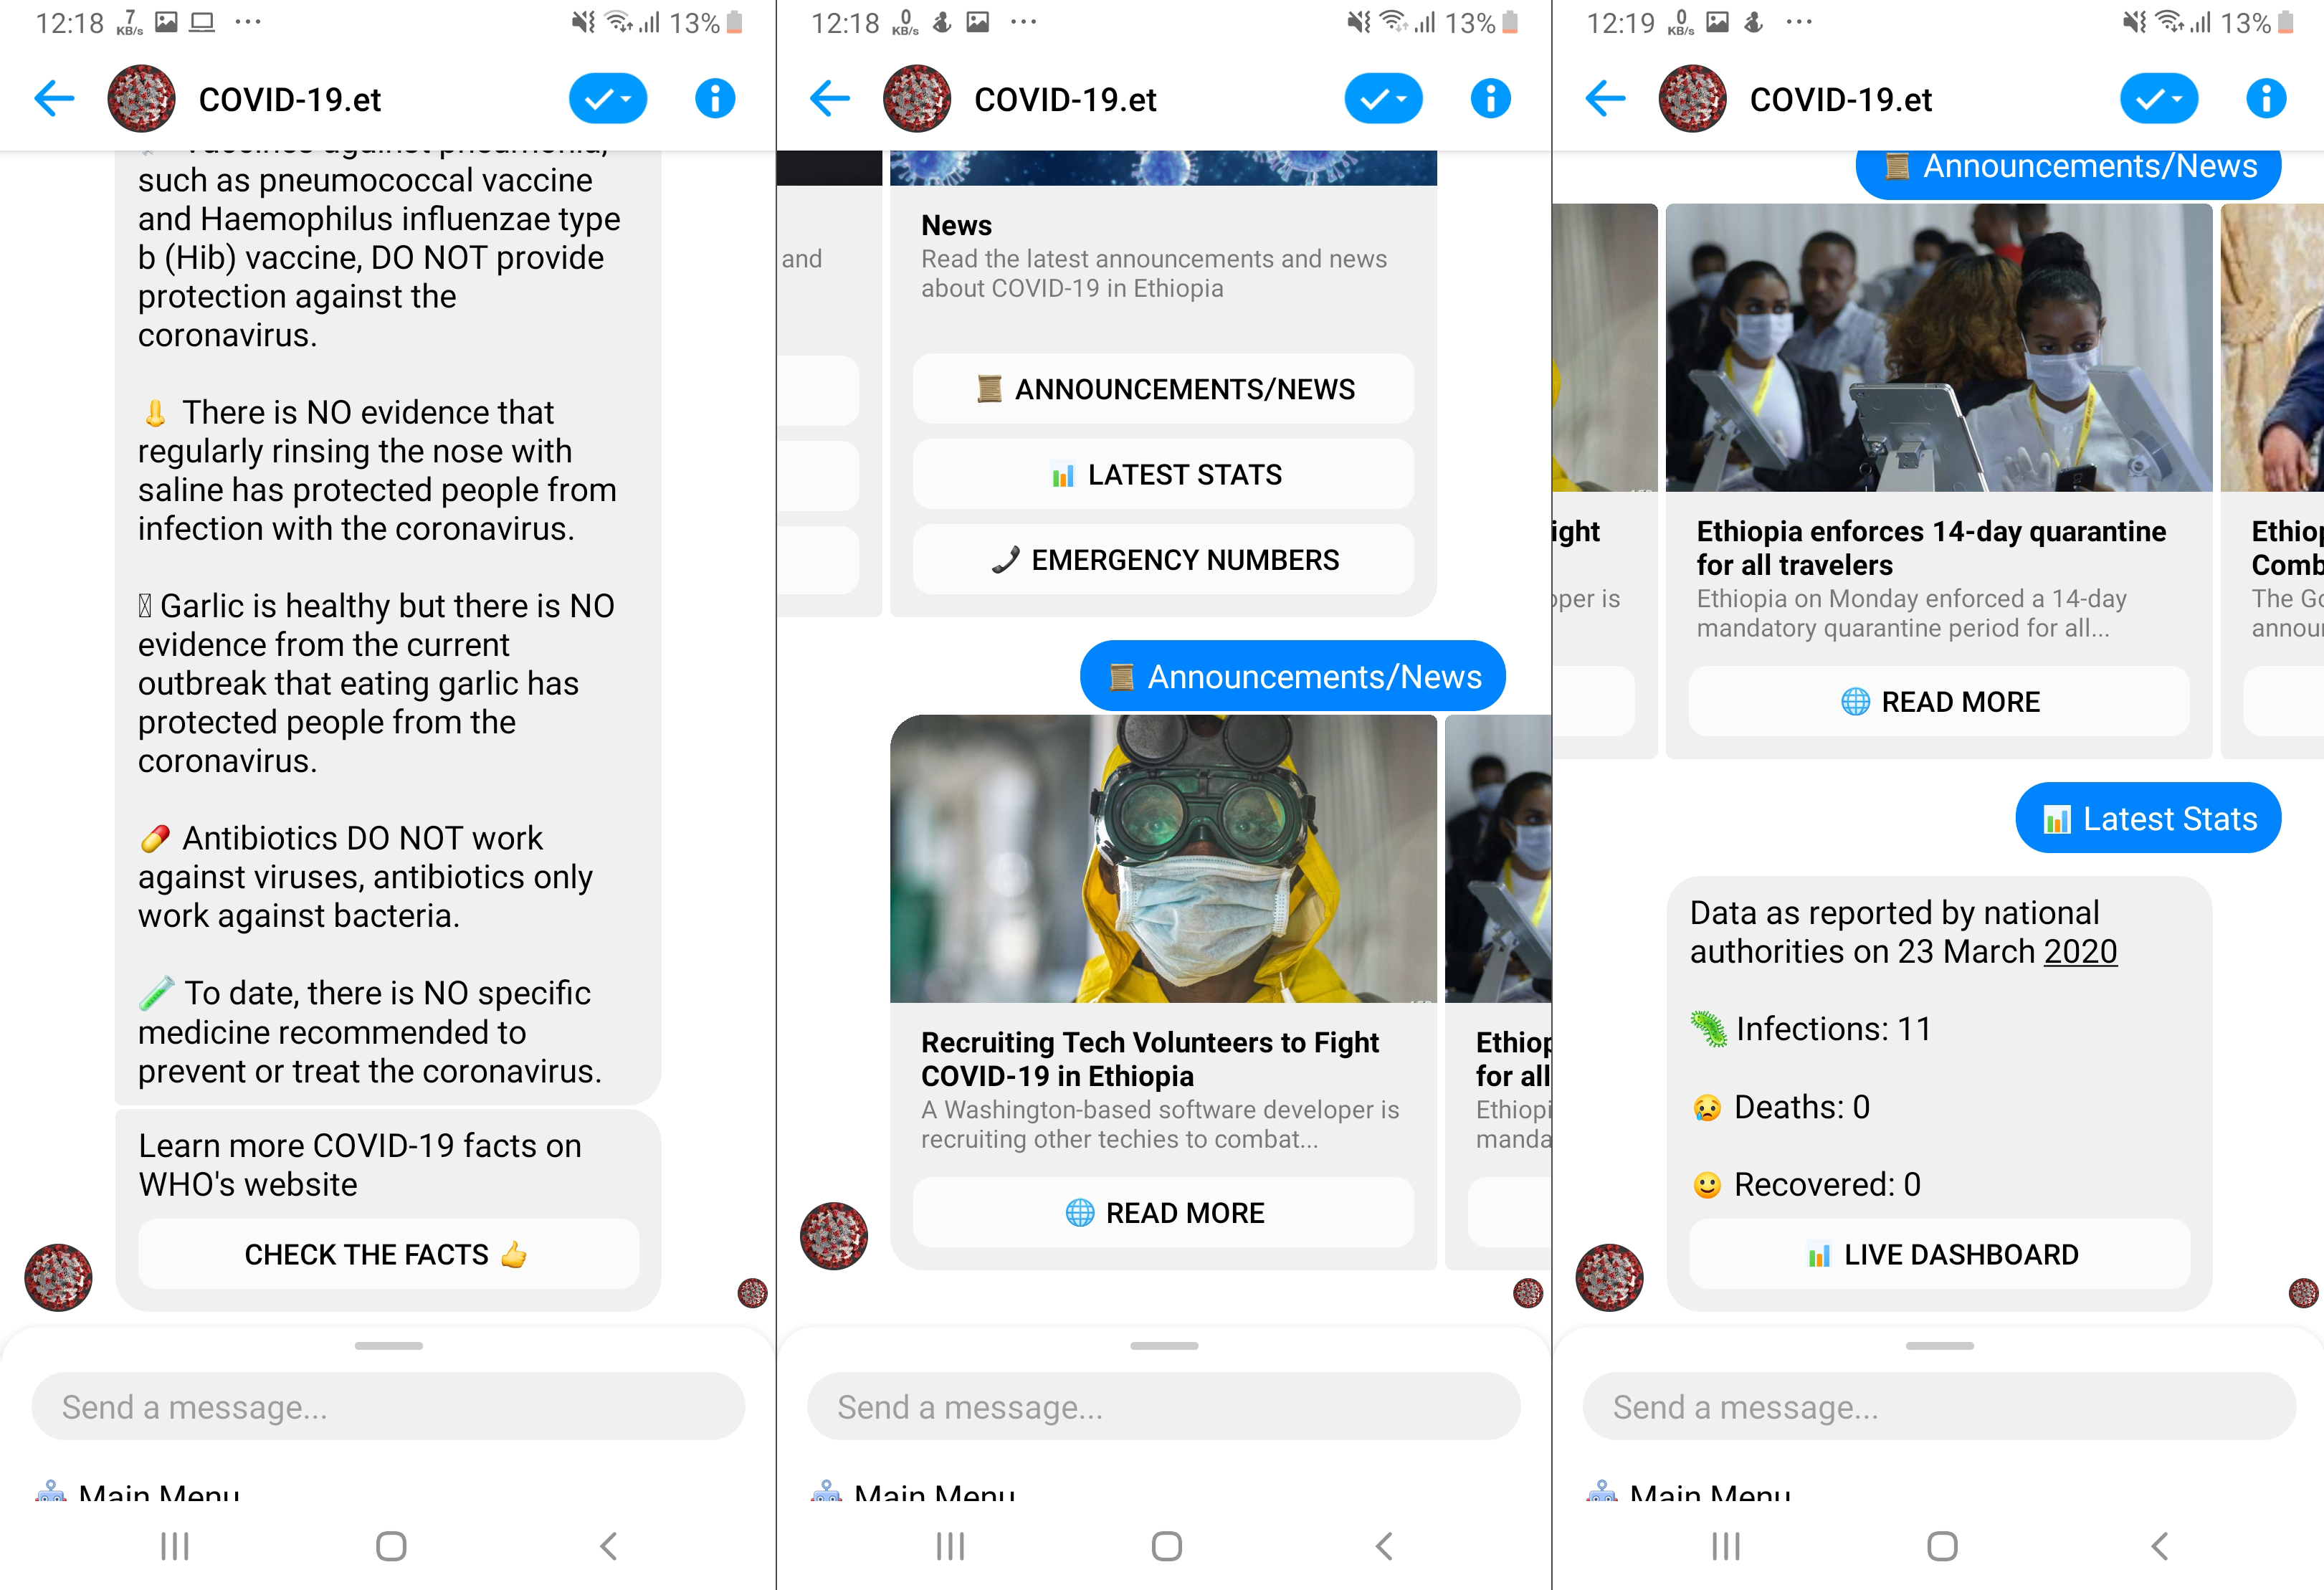 12:18 7 KB/s 13%
COVID-19.et
Vaccines against pneumonia,
such as pneumococcal vaccine
and Haemophilus influenzae type
b (Hib) vaccine, DO NOT provide
protection against the
coronavirus.
There is NO evidence that
regularly rinsing the nose with
saline has protected people from
infection with the coronavirus.
Garlic is healthy but there is NO
evidence from the current
outbreak that eating garlic has
protected people from the
coronavirus.
Antibiotics DO NOT work
against viruses, antibiotics only
work against bacteria.
To date, there is NO specific
medicine recommended to
prevent or treat the coronavirus.
Learn more COVID-19 facts on
WHO's website
CHECK THE FACTS
Send a message...
Main Menu
12:18 0 KB/s 13%
COVID-19.et
and
News
Read the latest announcements and news
about COVID-19 in Ethiopia
ANNOUNCEMENTS/NEWS
LATEST STATS
EMERGENCY NUMBERS
Announcements/News
Recruiting Tech Volunteers to Fight
COVID-19 in Ethiopia
A Washington-based software developer is
recruiting other techies to combat...
READ MORE
Ethiop
for all
Ethiopi
manda
Send a message...
Main Menu
12:19 0 KB/s 13%
COVID-19.et
Announcements/News
ight
per is
Ethiopia enforces 14-day quarantine
for all travelers
Ethiopia on Monday enforced a 14-day
mandatory quarantine period for all...
READ MORE
Ethiop
Comb
The Go
annou
Latest Stats
Data as reported by national
authorities on 23 March 2020
Infections: 11
Deaths: 0
Recovered: 0
LIVE DASHBOARD
Send a message...
Main Menu